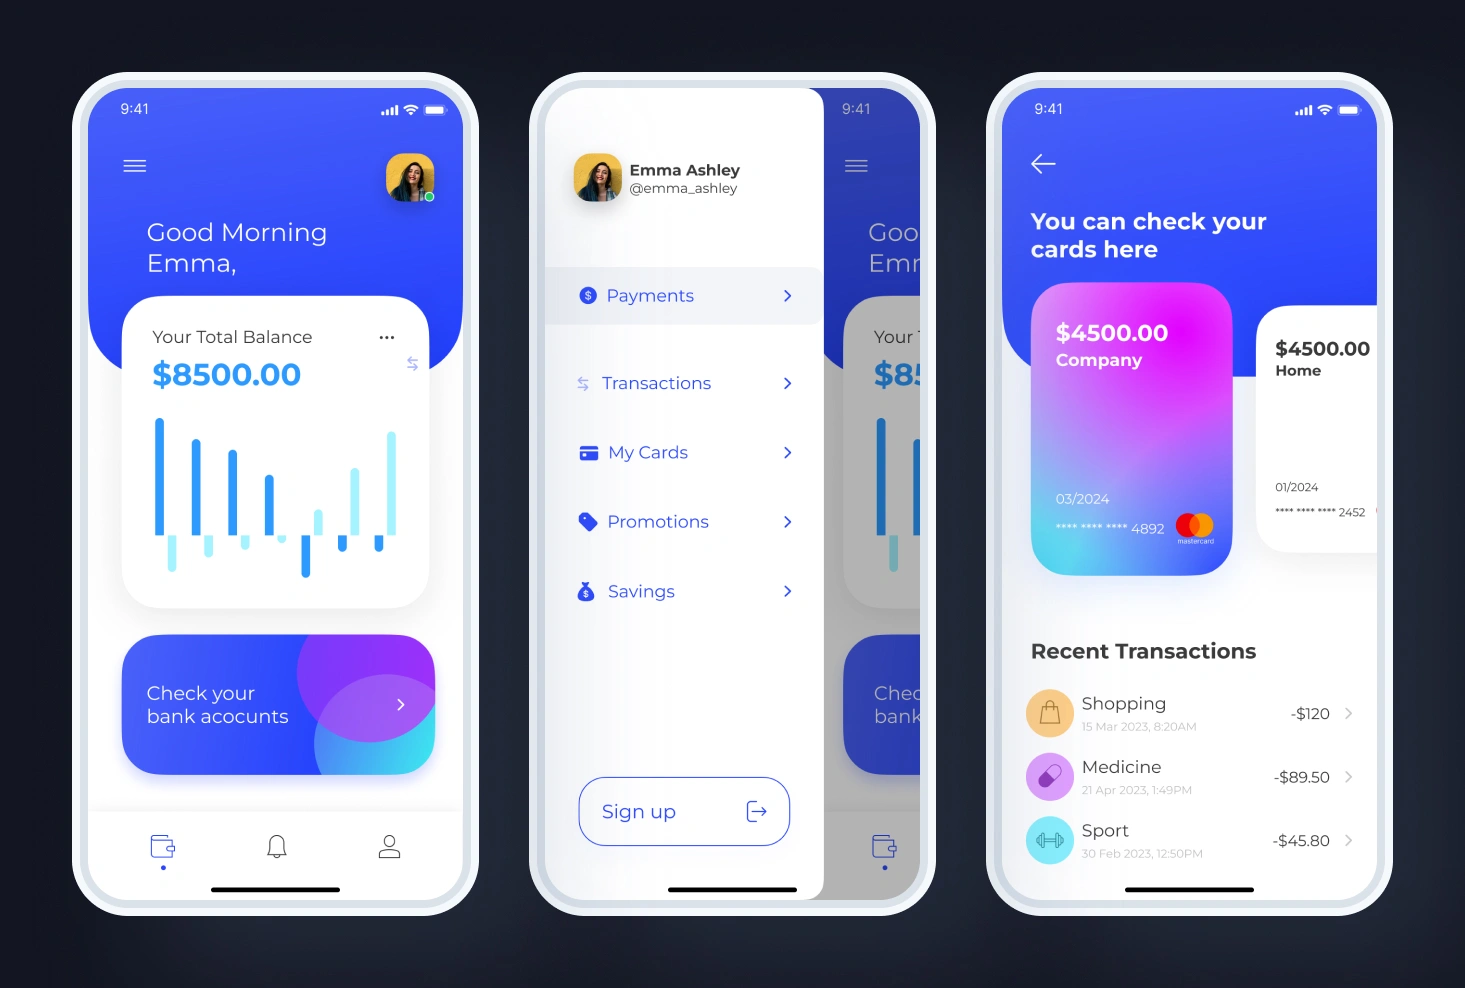 9:41
Good Morning
Emma,
Your Total Balance
$8500.00
Check your
bank acocunts
Emma Ashley
@emma_ashley
Payments
Transactions
My Cards
Promotions
Savings
Sign up
9:41
Goo
Emr
Your
$85
Chec
bank
9:41
You can check your
cards here
$4500.00
Company
03/2024
**** **** **** 4892
mastercard
$4500.00
Home
01/2024
**** **** **** 2452
Recent Transactions
Shopping
-$120
15 Mar 2023, 8:20AM
Medicine
-$89.50
21 Apr 2023, 1:49PM
Sport
-$45.80
30 Feb 2023, 12:50PM